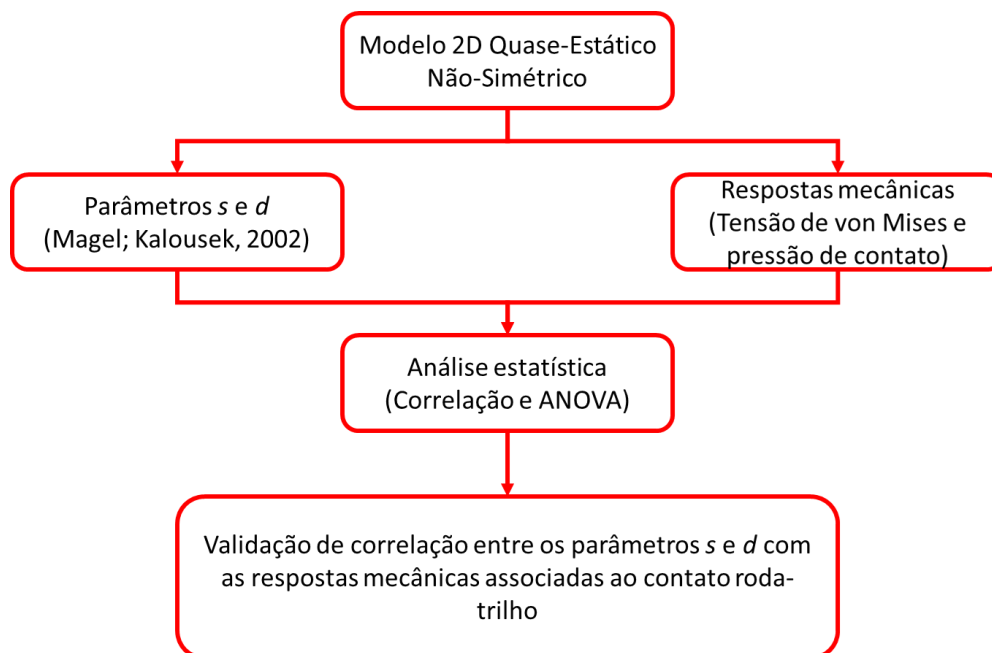 Modelo 2D Quase-Estático
Não-Simétrico
Parâmetros s e d
(Magel; Kalousek, 2002)
Respostas mecânicas
(Tensão de von Mises e
pressão de contato)
Análise estatística
(Correlação e ANOVA)
Validação de correlação entre os parâmetros s e d com
as respostas mecânicas associadas ao contato roda-
trilho